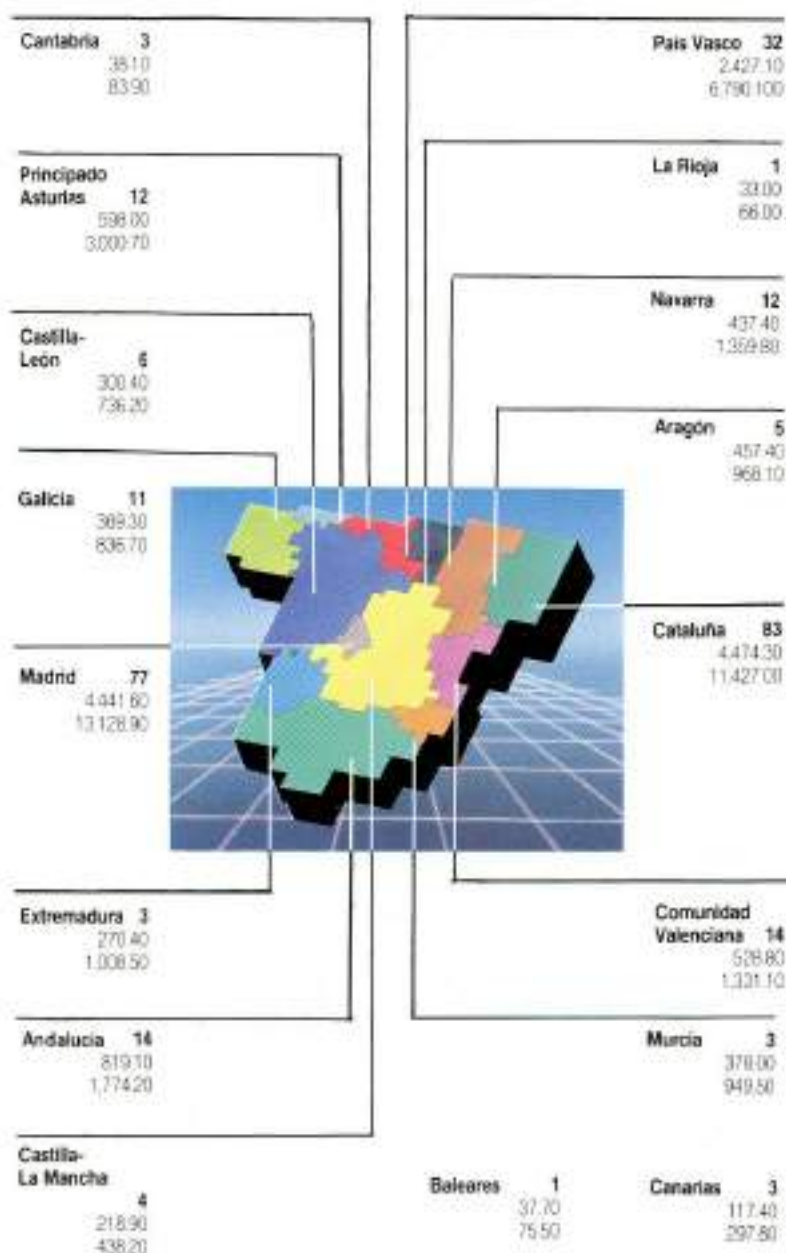 Cantabria 3
38.10
83.90
Principado
Asturias 12
598.00
3.000.70
Castilla-
León 6
300.40
736.20
Galicia 11
369.30
836.70
Madrid 77
4.441.60
13.128.90
Extremadura 3
270.40
1.008.50
Andalucía 14
819.10
1,774.20
Castilla-
La Mancha
4
218.90
438.20
País Vasco 32
2.427.10
6.790.100
La Rioja 1
33.00
66.00
Navarra 12
437.40
1.359.80
Aragón 5
457.40
968.10
Cataluña 83
4.474.30
11.427.00
Comunidad
Valenciana 14
528.80
1.331.10
Murcia 3
378.00
949.50
Baleares 1
37.70
75.50
Canarias 3
117.40
297.80